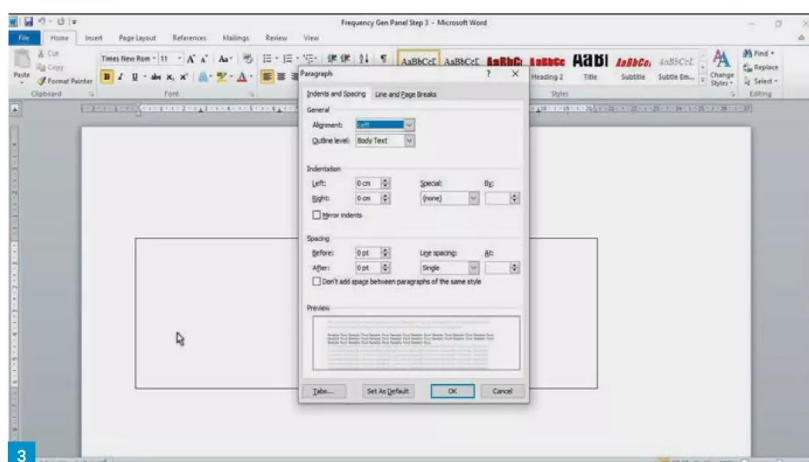 Frequency Gen Panel Step 3 - Microsoft Word
File Home Insert Page Layout References Mailings Review View
Cut
Copy
Paste
Format Painter
Clipboard
Times New Rom 11
Font
AaBbCcI AaBbCcI AaBbCc AaBbCc AaBl AaBbCc. AaBbCcI
Heading 2 Title Subtitle Subtle Em...
Styles
Change Styles
Find
Replace
Select
Editing
Paragraph
Indents and Spacing Line and Page Breaks
General
Alignment: Left
Outline level: Body Text
Indentation
Left: 0 cm Special: By:
Right: 0 cm (none)
Mirror indents
Spacing
Before: 0 pt Line spacing: At:
After: 0 pt Single
Don't add space between paragraphs of the same style
Preview
Tabs... Set As Default OK Cancel
3